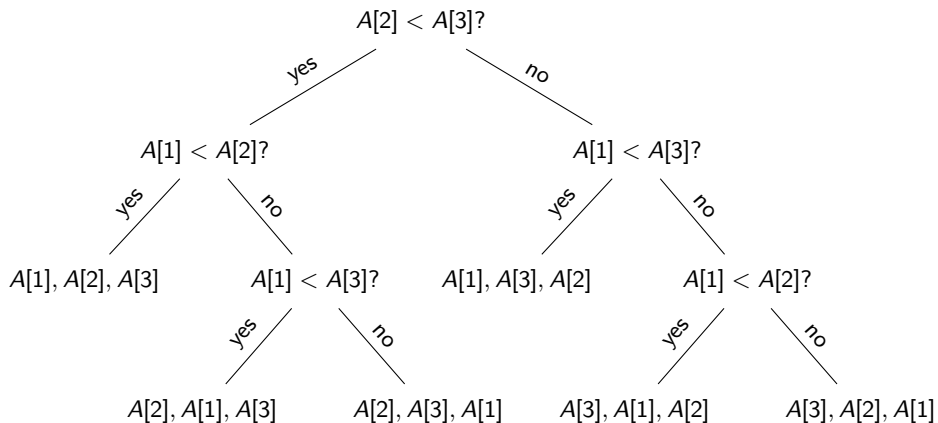 A[2] < A[3]?
yes
no
A[1] < A[2]?
A[1] < A[3]?
yes
no
yes
no
A[1], A[2], A[3]
A[1] < A[3]?
A[1], A[3], A[2]
A[1] < A[2]?
yes
no
yes
no
A[2], A[1], A[3]
A[2], A[3], A[1]
A[3], A[1], A[2]
A[3], A[2], A[1]